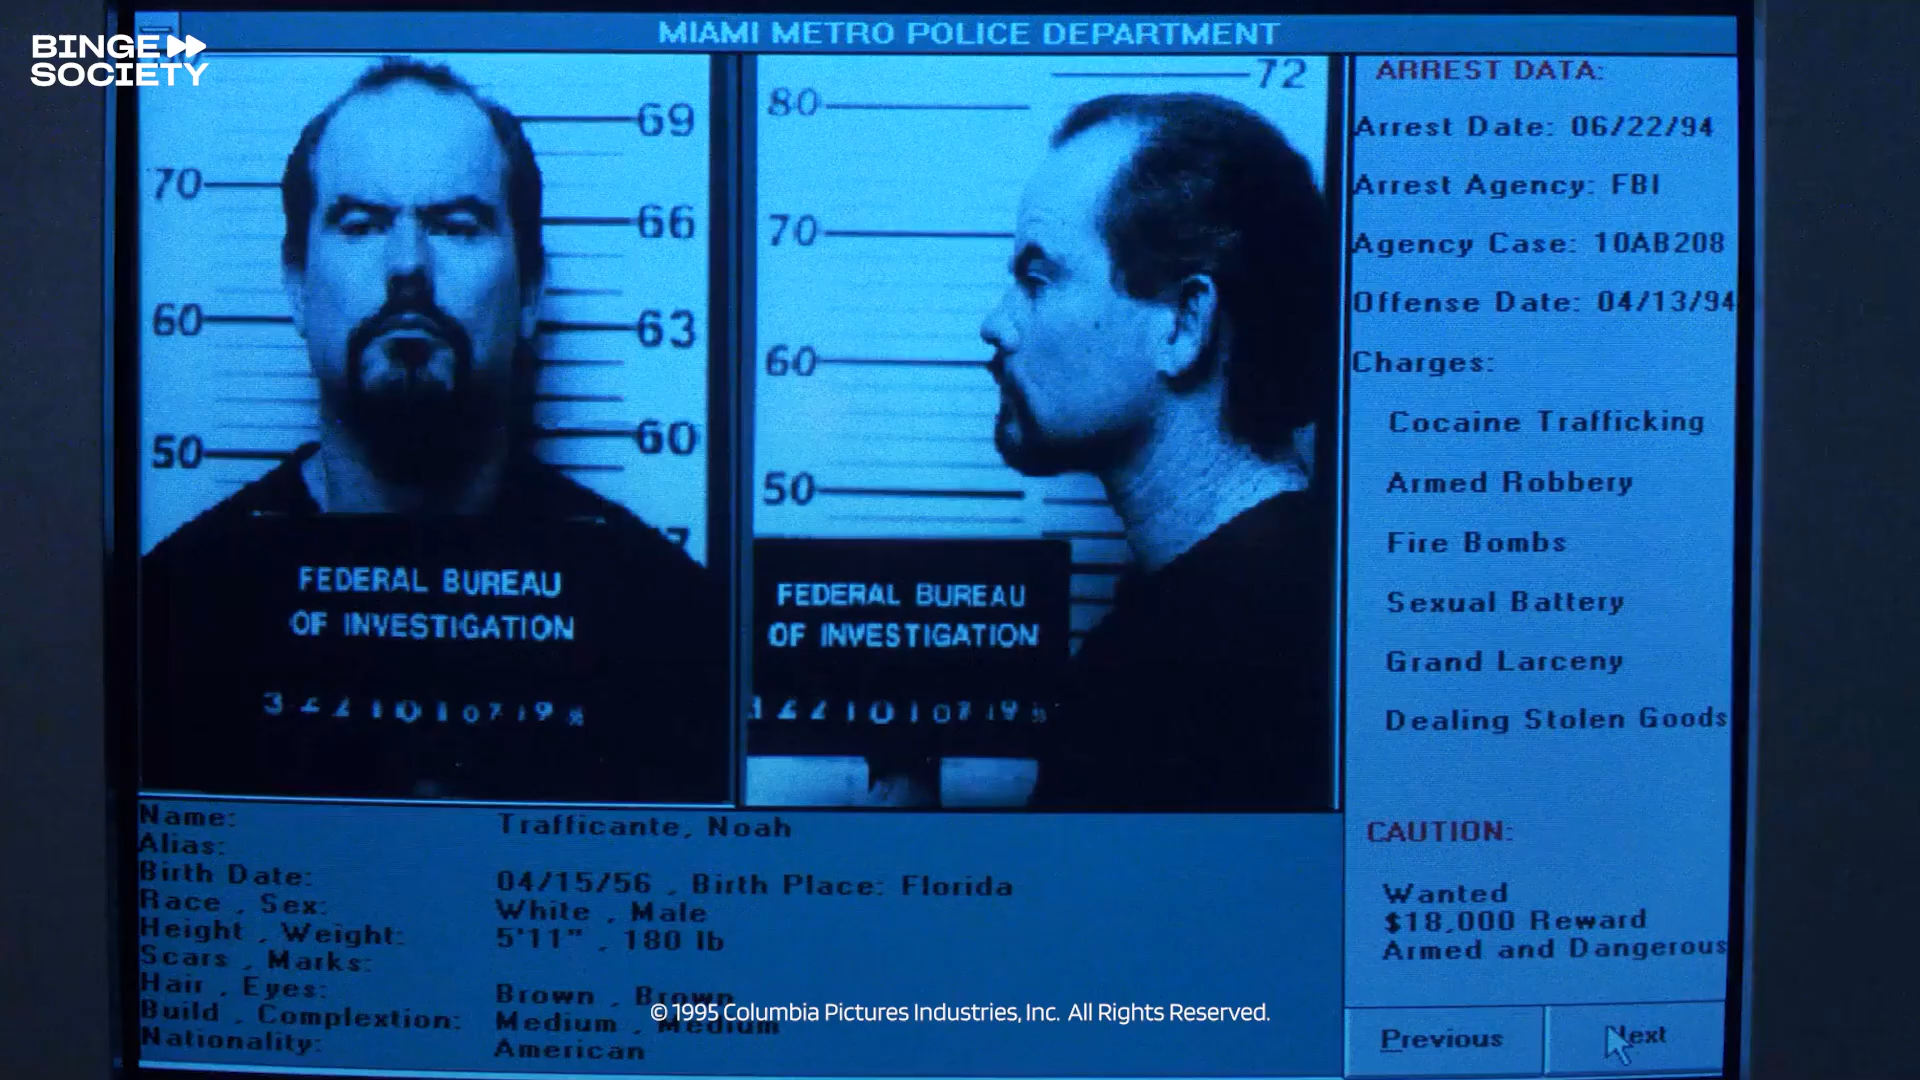 BINGE
SOCIETY
MIAMI METRO POLICE DEPARTMENT
69
70
66
60
63
50
60
72
80
70
60
50
FEDERAL BUREAU
OF INVESTIGATION
FEDERAL BUREAU
OF INVESTIGATION
ARREST DATA:
Arrest Date: 06/22/94
Arrest Agency: FBI
Agency Case: 10AB208
Offense Date: 04/13/94
Charges:
Cocaine Trafficking
Armed Robbery
Fire Bombs
Sexual Battery
Grand Larceny
Dealing Stolen Goods
CAUTION:
Wanted
$18,000 Reward
Armed and Dangerous
Name: Trafficante, Noah
Alias:
Birth Date: 04/15/56 , Birth Place: Florida
Race , Sex: White , Male
Height , Weight: 5'11" , 180 lb
Scars , Marks:
Hair , Eyes: Brown , Brown
Build , Complextion: Medium , Medium
Nationality: American
Previous
Next
© 1995 Columbia Pictures Industries, Inc. All Rights Reserved.